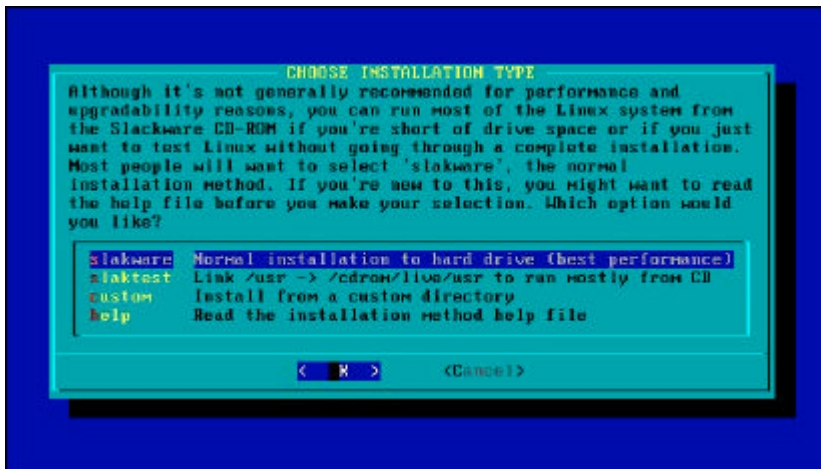 CHOOSE INSTALLATION TYPE
Although it's not generally recommended for performance and
upgradability reasons, you can run most of the Linux system from
the Slackware CD-ROM if you're short of drive space or if you just
want to test Linux without going through a complete installation.
Most people will want to select 'slakware', the normal
installation method. If you're new to this, you might want to read
the help file before you make your selection. Which option would
you like?
slakware Normal installation to hard drive (best performance)
slaktest Link /usr -> /cdrom/live/usr to run mostly from CD
custom Install from a custom directory
help Read the installation method help file
< K > <Cancel>